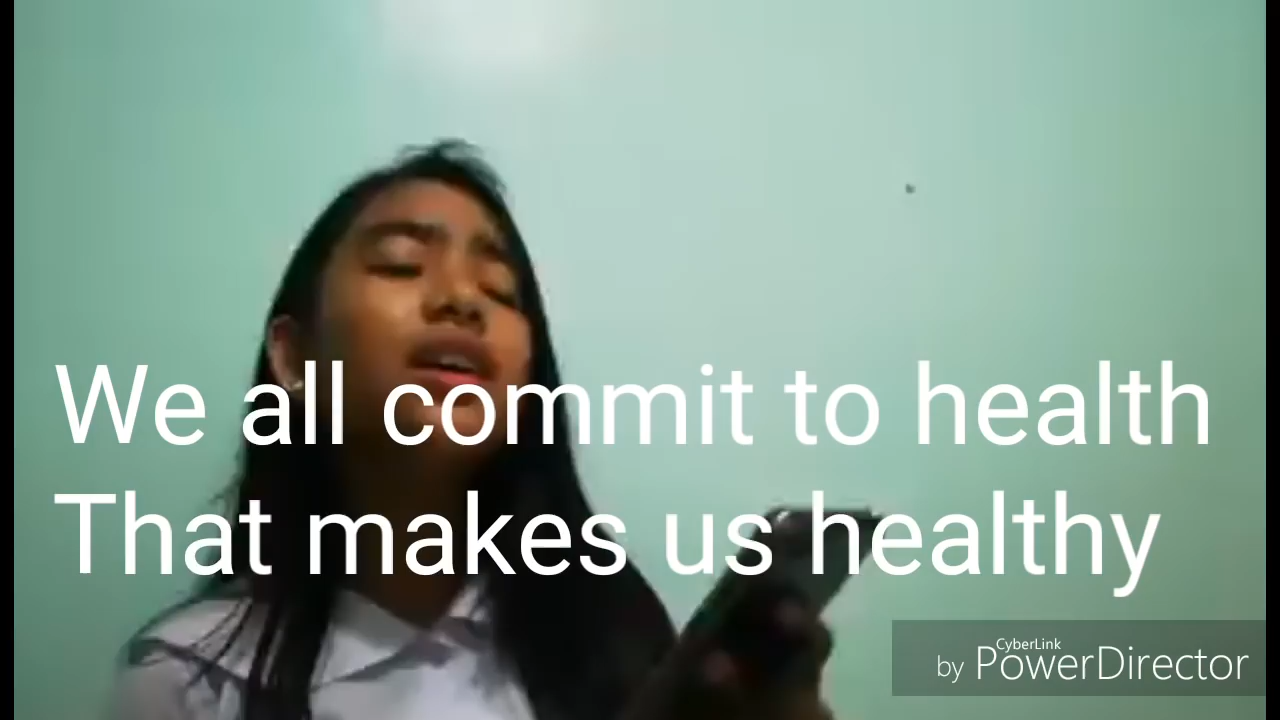 We all commit to health
That makes us healthy
CyberLink
by PowerDirector